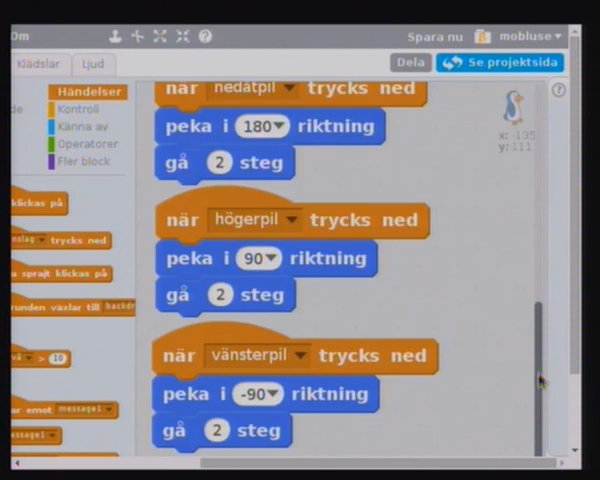 Om
Spara nu
mobluse
Klädslar
Ljud
Dela
Se projektsida
de
Händelser
Kontroll
Känna av
Operatorer
Fler block
klickas på
trycks ned
sprajt klickas på
växlar till
> 10
emot message1
när nedåtpil trycks ned
peka i 180 riktning
gå 2 steg
när högerpil trycks ned
peka i 90 riktning
gå 2 steg
när vänsterpil trycks ned
peka i -90 riktning
gå 2 steg
x: -135
y: 111